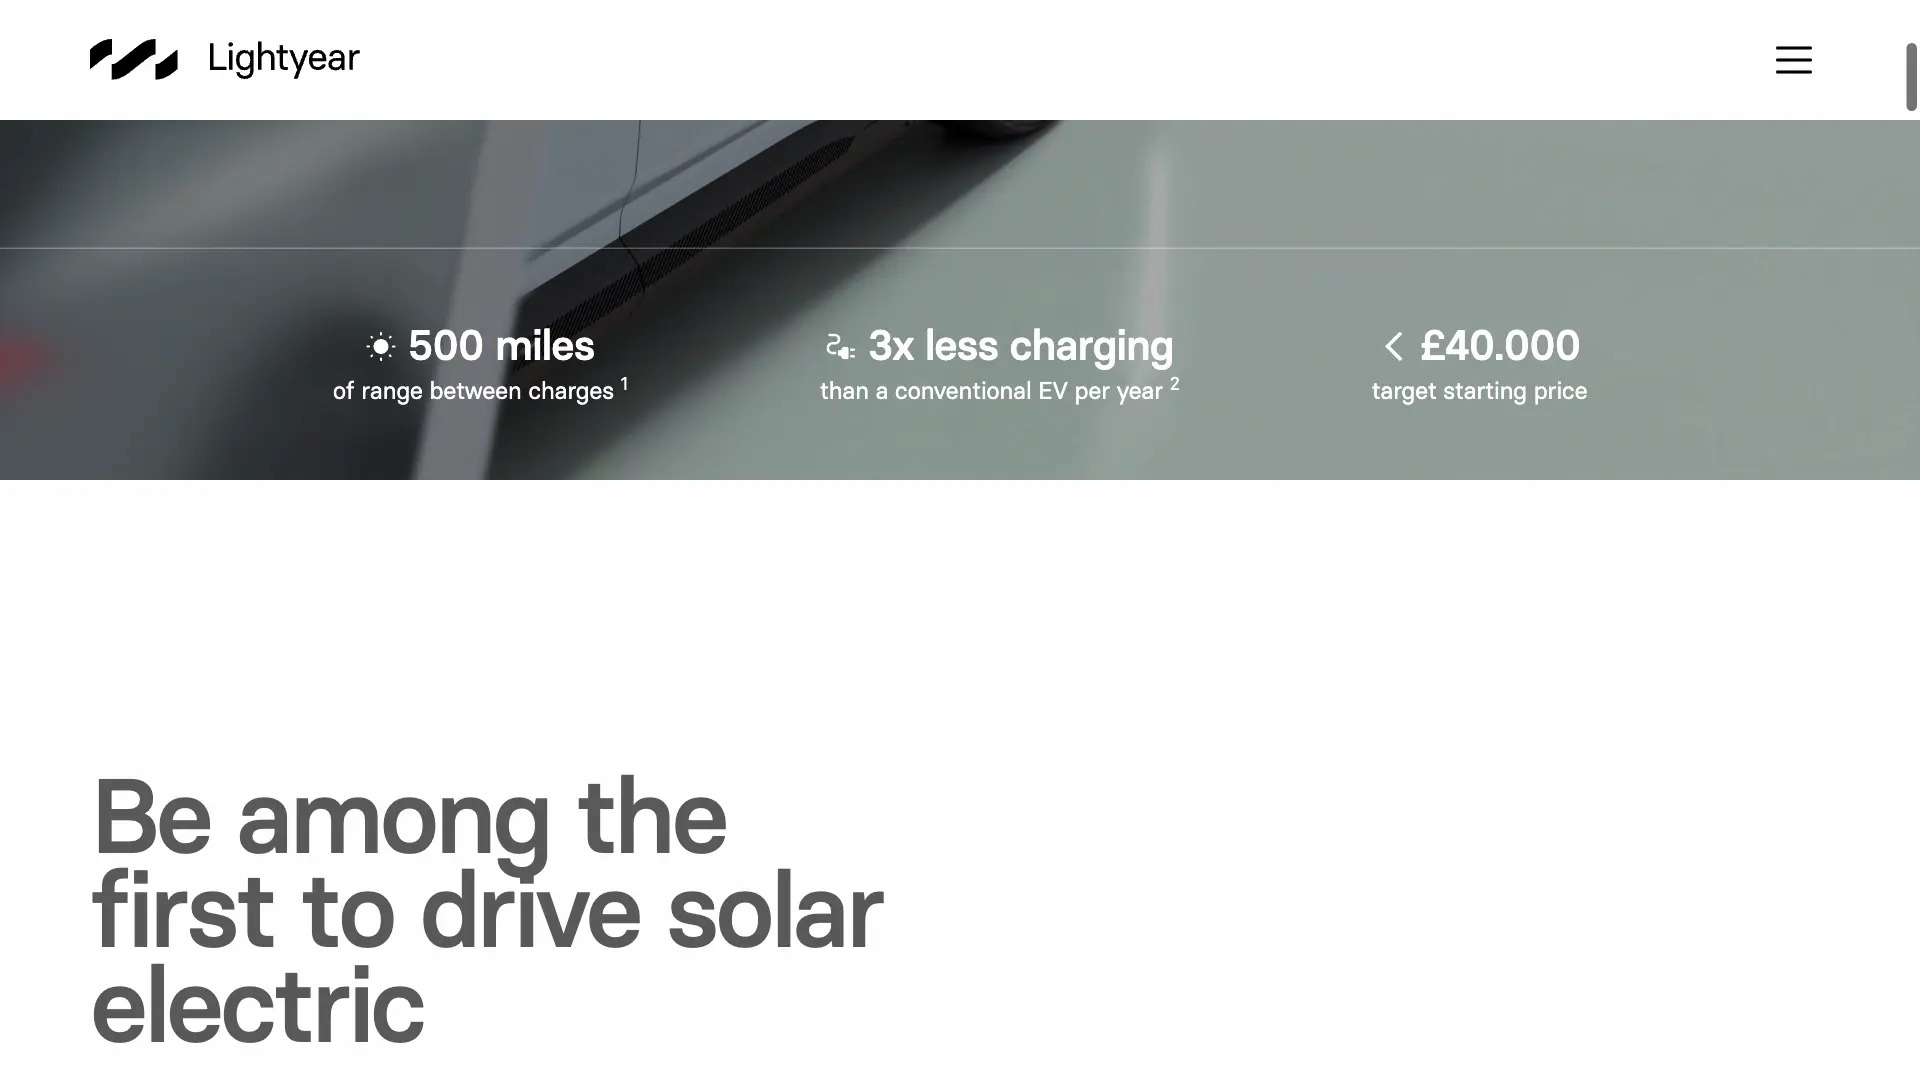 Lightyear
500 miles
of range between charges 1
3x less charging
than a conventional EV per year 2
< £40.000
target starting price
Be among the
first to drive solar
electric